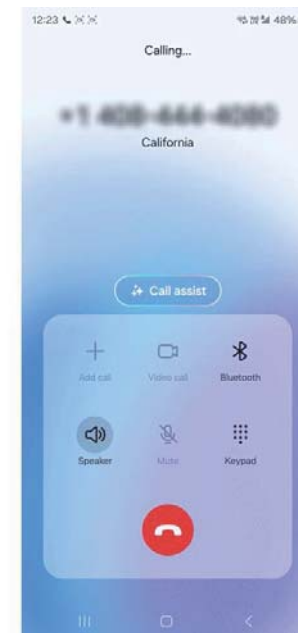 12:23
48%
Calling...
California
Call assist
Add call
Video call
Bluetooth
Speaker
Mute
Keypad